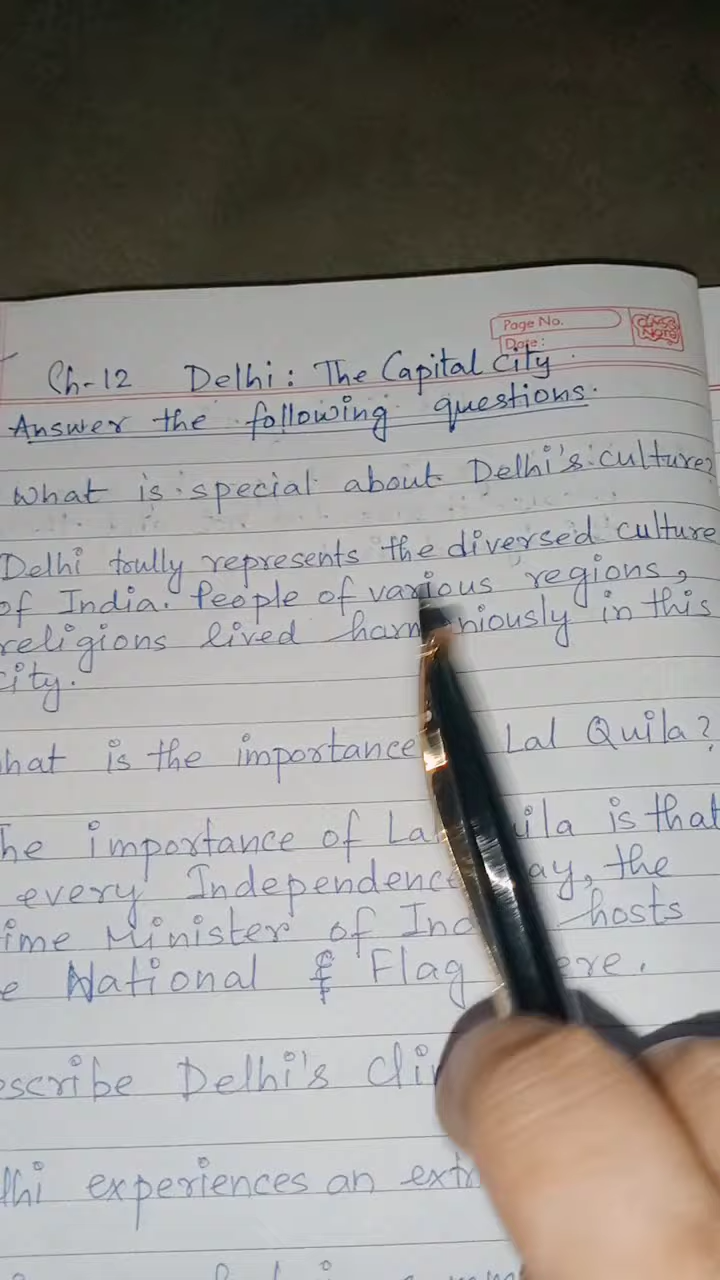 Page No.
Date:
Ch-12 Delhi: The Capital City.
Answer the following questions.
What is special about Delhi's culture?
Delhi trully represents the diversed culture
of India. People of various regions,
religions lived harm niously in this
city.
hat is the importance Lal Quila?
he importance of La uila is that
every Independenc ay, the
ime Minister of Ind hosts
e National Flag ere.
scribe Delhi's cli
lhi experiences an extr